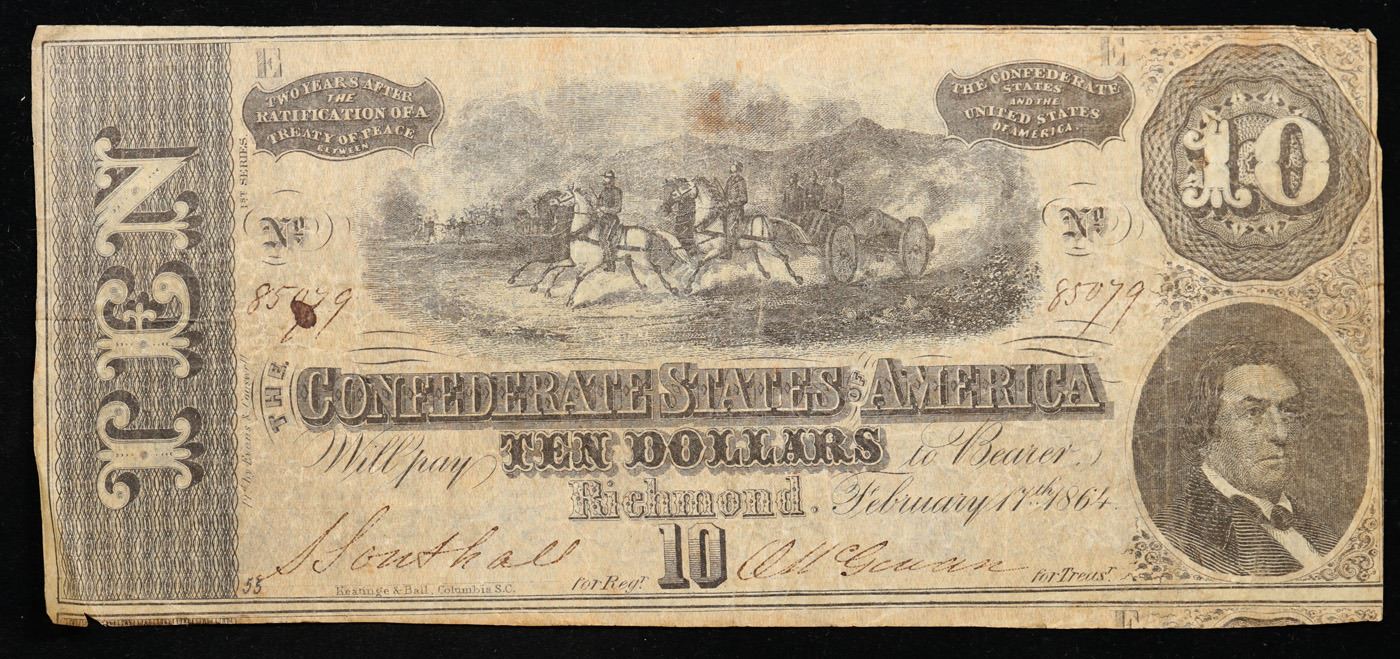 E
E
TWO YEARS AFTER
THE
RATIFICATION OF A
TREATY OF PEACE
BETWEEN
THE CONFEDERATE
STATES
AND THE
UNITED STATES
OF AMERICA.
10
TEN
1ST SERIES
No.
No.
85079
85079
THE CONFEDERATE STATES OF AMERICA
Will pay TEN DOLLARS to Bearer.
Richmond. February 17th 1864.
S Southall for Regr. 10 for Treasr.
55
Keatinge & Ball, Columbia S.C.
E